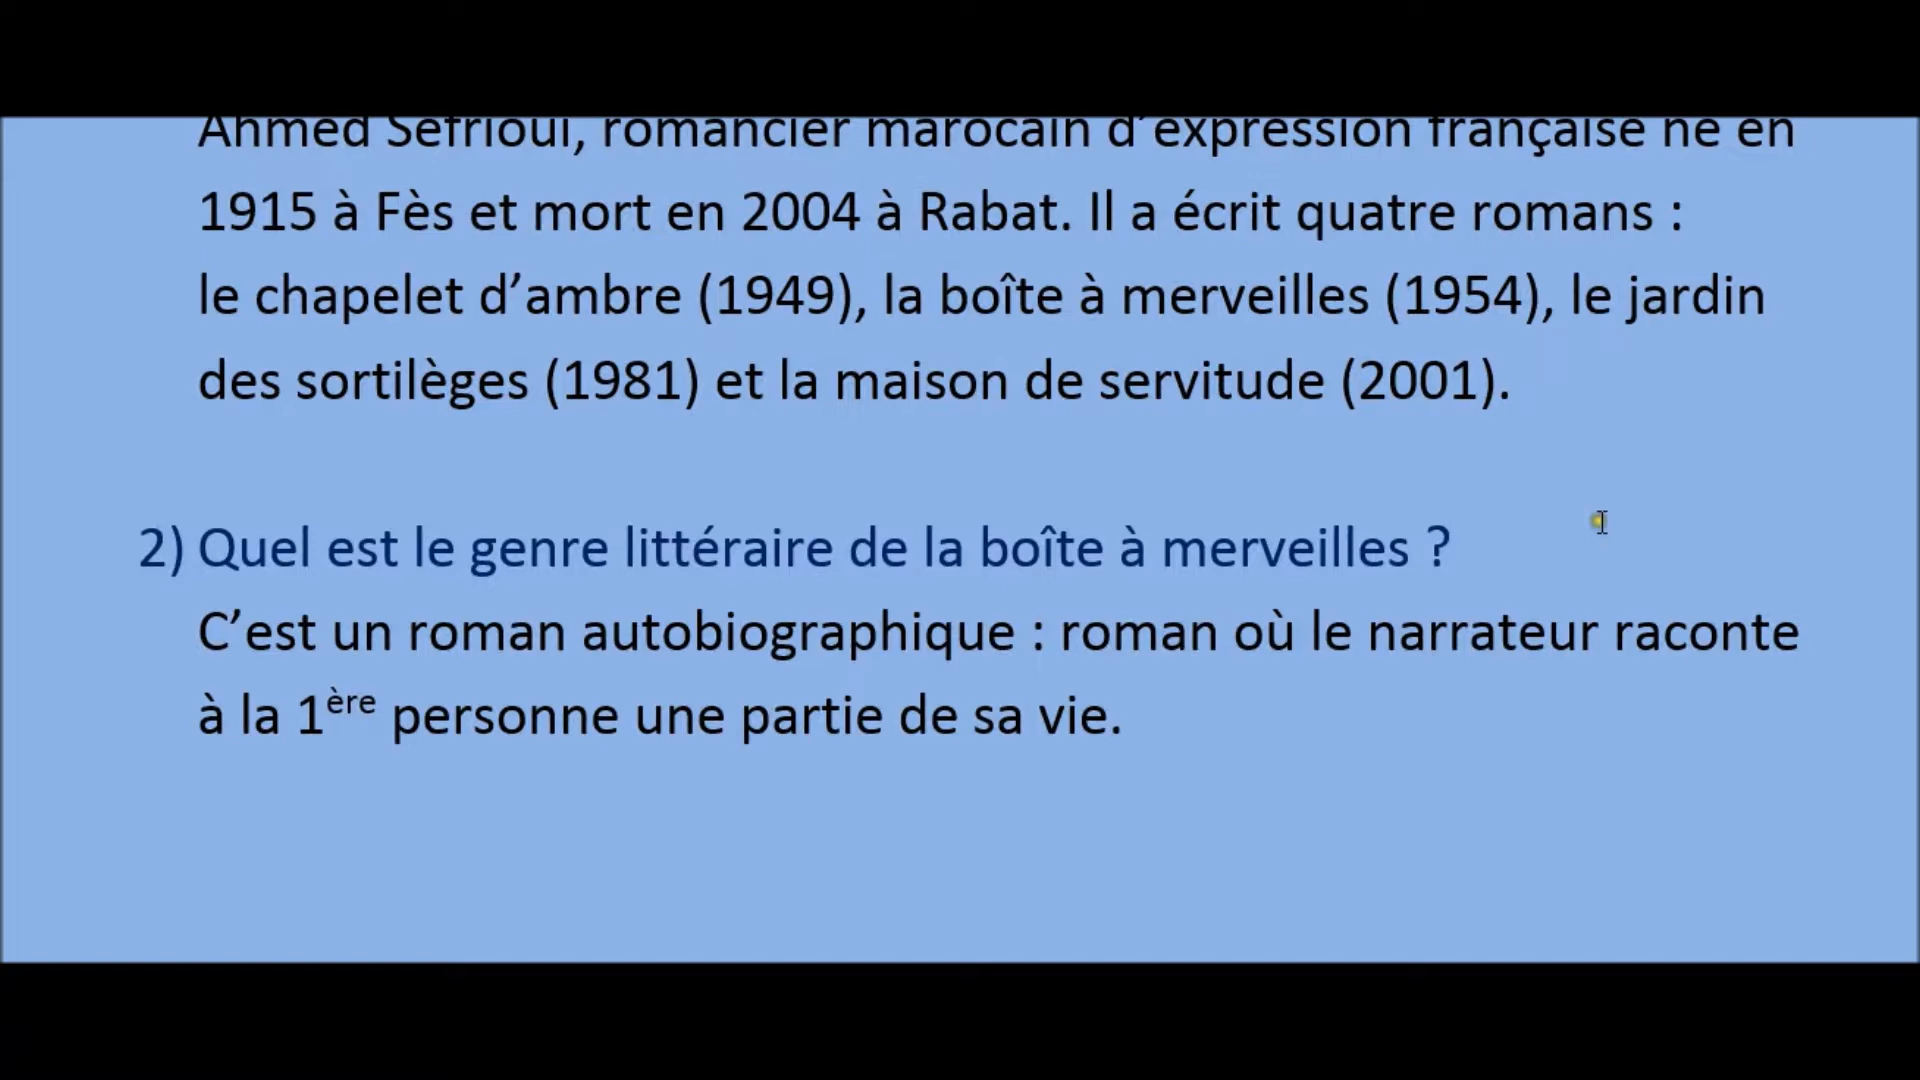 Ahmed Sefrioui, romancier marocain d’expression française né en
1915 à Fès et mort en 2004 à Rabat. Il a écrit quatre romans :
le chapelet d’ambre (1949), la boîte à merveilles (1954), le jardin
des sortilèges (1981) et la maison de servitude (2001).
2) Quel est le genre littéraire de la boîte à merveilles ?
C’est un roman autobiographique : roman où le narrateur raconte
à la 1ère personne une partie de sa vie.